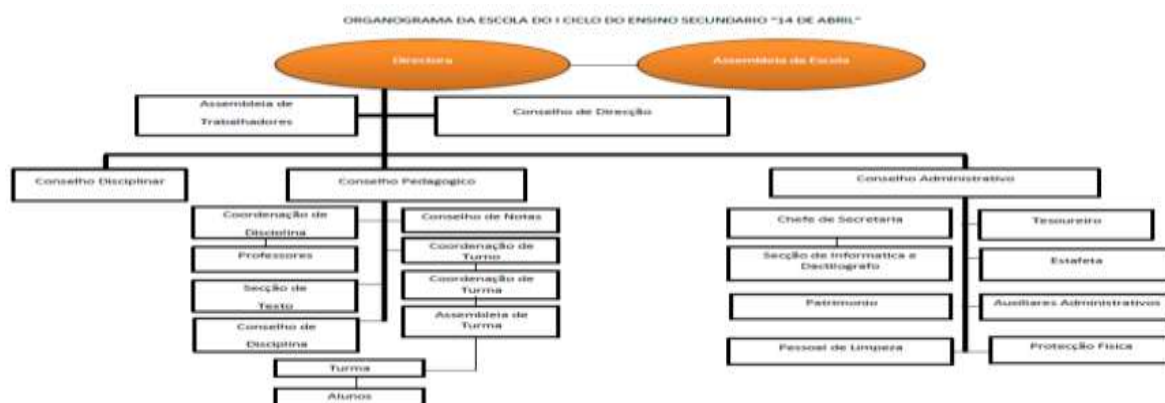 ORGANOGRAMA DA ESCOLA DO I CICLO DO ENSINO SECUNDARIO "14 DE ABRIL"
Directora
Assembleia da Escola
Assembleia de
Trabalhadores
Conselho de Direcção
Conselho Disciplinar
Conselho Pedagogico
Conselho Administrativo
Coordenação de
Disciolina
Professores
Secção de
Texto
Conselho de
Disciplina
Conselho de Notas
Coordenação de
Turno
Coordenação de
Turma
Assembleia de
Turma
Turma
Alunos
Chefe de Secretaria
Secção de Informatica e
Dactilografo
Patrimonio
Pessoal de Limpeza
Tesoureiro
Estafeta
Auxiliares Administrativos
Protecção Fisica